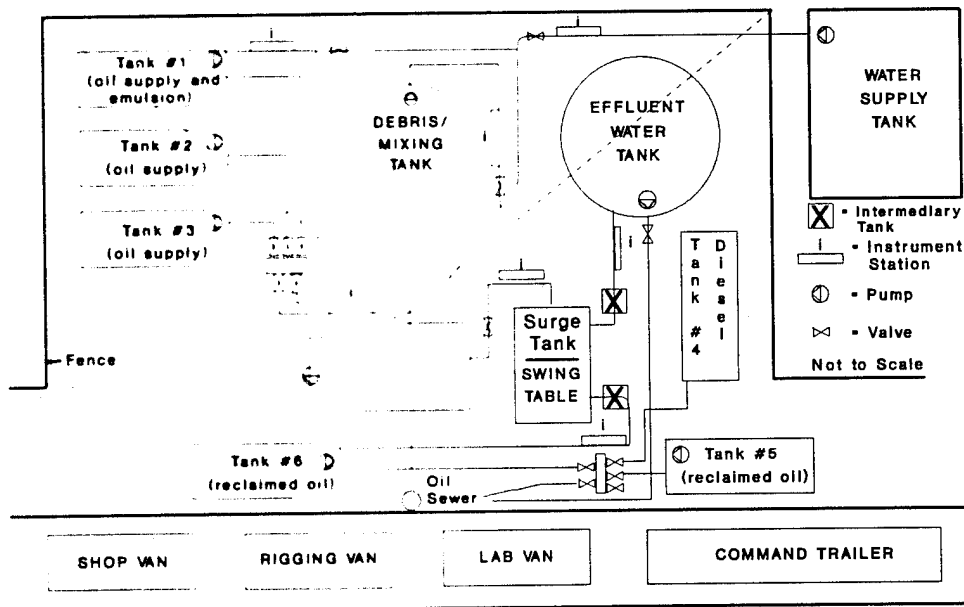 i
Tank #1
(oil supply and
emulsion)
Tank #2
(oil supply)
Tank #3
(oil supply)
DEBRIS/
MIXING
TANK
i
i
EFFLUENT
WATER
TANK
WATER
SUPPLY
TANK
- Intermediary
Tank
i
- Instrument
Station
- Pump
- Valve
Not to Scale
i
Tank #4
Diesel
i
i
Surge
Tank
SWING
TABLE
Fence
i
Tank #6
(reclaimed oil)
Oil
Sewer
Tank #5
(reclaimed oil)
SHOP VAN
RIGGING VAN
LAB VAN
COMMAND TRAILER